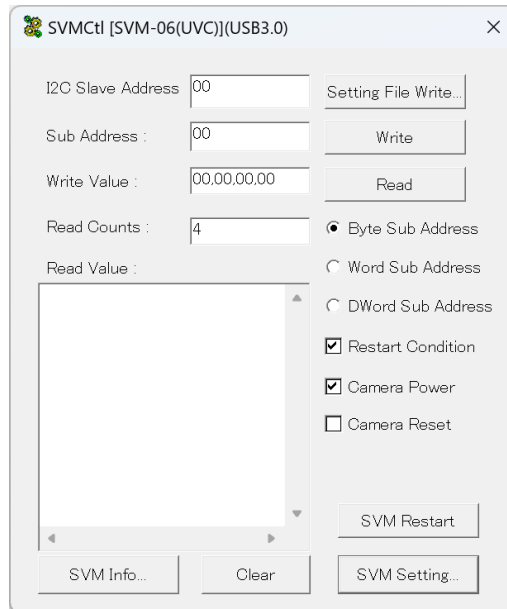 SVMCtl [SVM-06(UVC)](USB3.0)
I2C Slave Address 00 Setting File Write...
Sub Address : 00 Write
Write Value : 00,00,00,00 Read
Read Counts : 4 Byte Sub Address
Read Value : Word Sub Address
DWord Sub Address
Restart Condition
Camera Power
Camera Reset
SVM Restart
SVM Info... Clear SVM Setting...